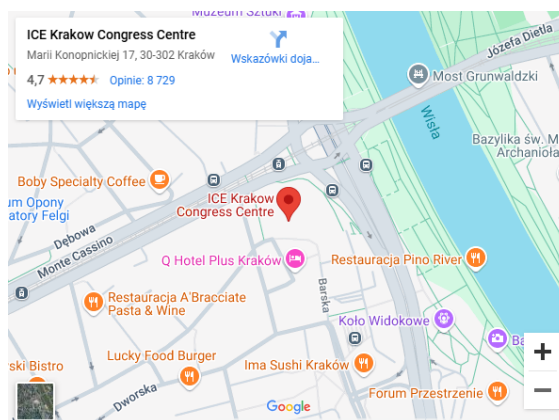 Muzeum Sztuki
ICE Krakow Congress Centre
Marii Konopnickiej 17, 30-302 Kraków
4,7
Opinie: 8 729
Wyświetl większą mapę
Wskazówki doja...
Józefa Dietla
Most Grunwaldzki
Wisła
Bazylika św. M
Archanioła
Boby Specialty Coffee
um Opony
atory Felgi
ICE Krakow
Congress Centre
Dębowa
Monte Cassino
Q Hotel Plus Kraków
Restauracja Pino River
Barska
Restauracja A'Bracciate
Pasta & Wine
Koło Widokowe
Ba
Lucky Food Burger
Ima Sushi Kraków
ski Bistro
Dworska
Forum Przestrzenie
Google
+
−